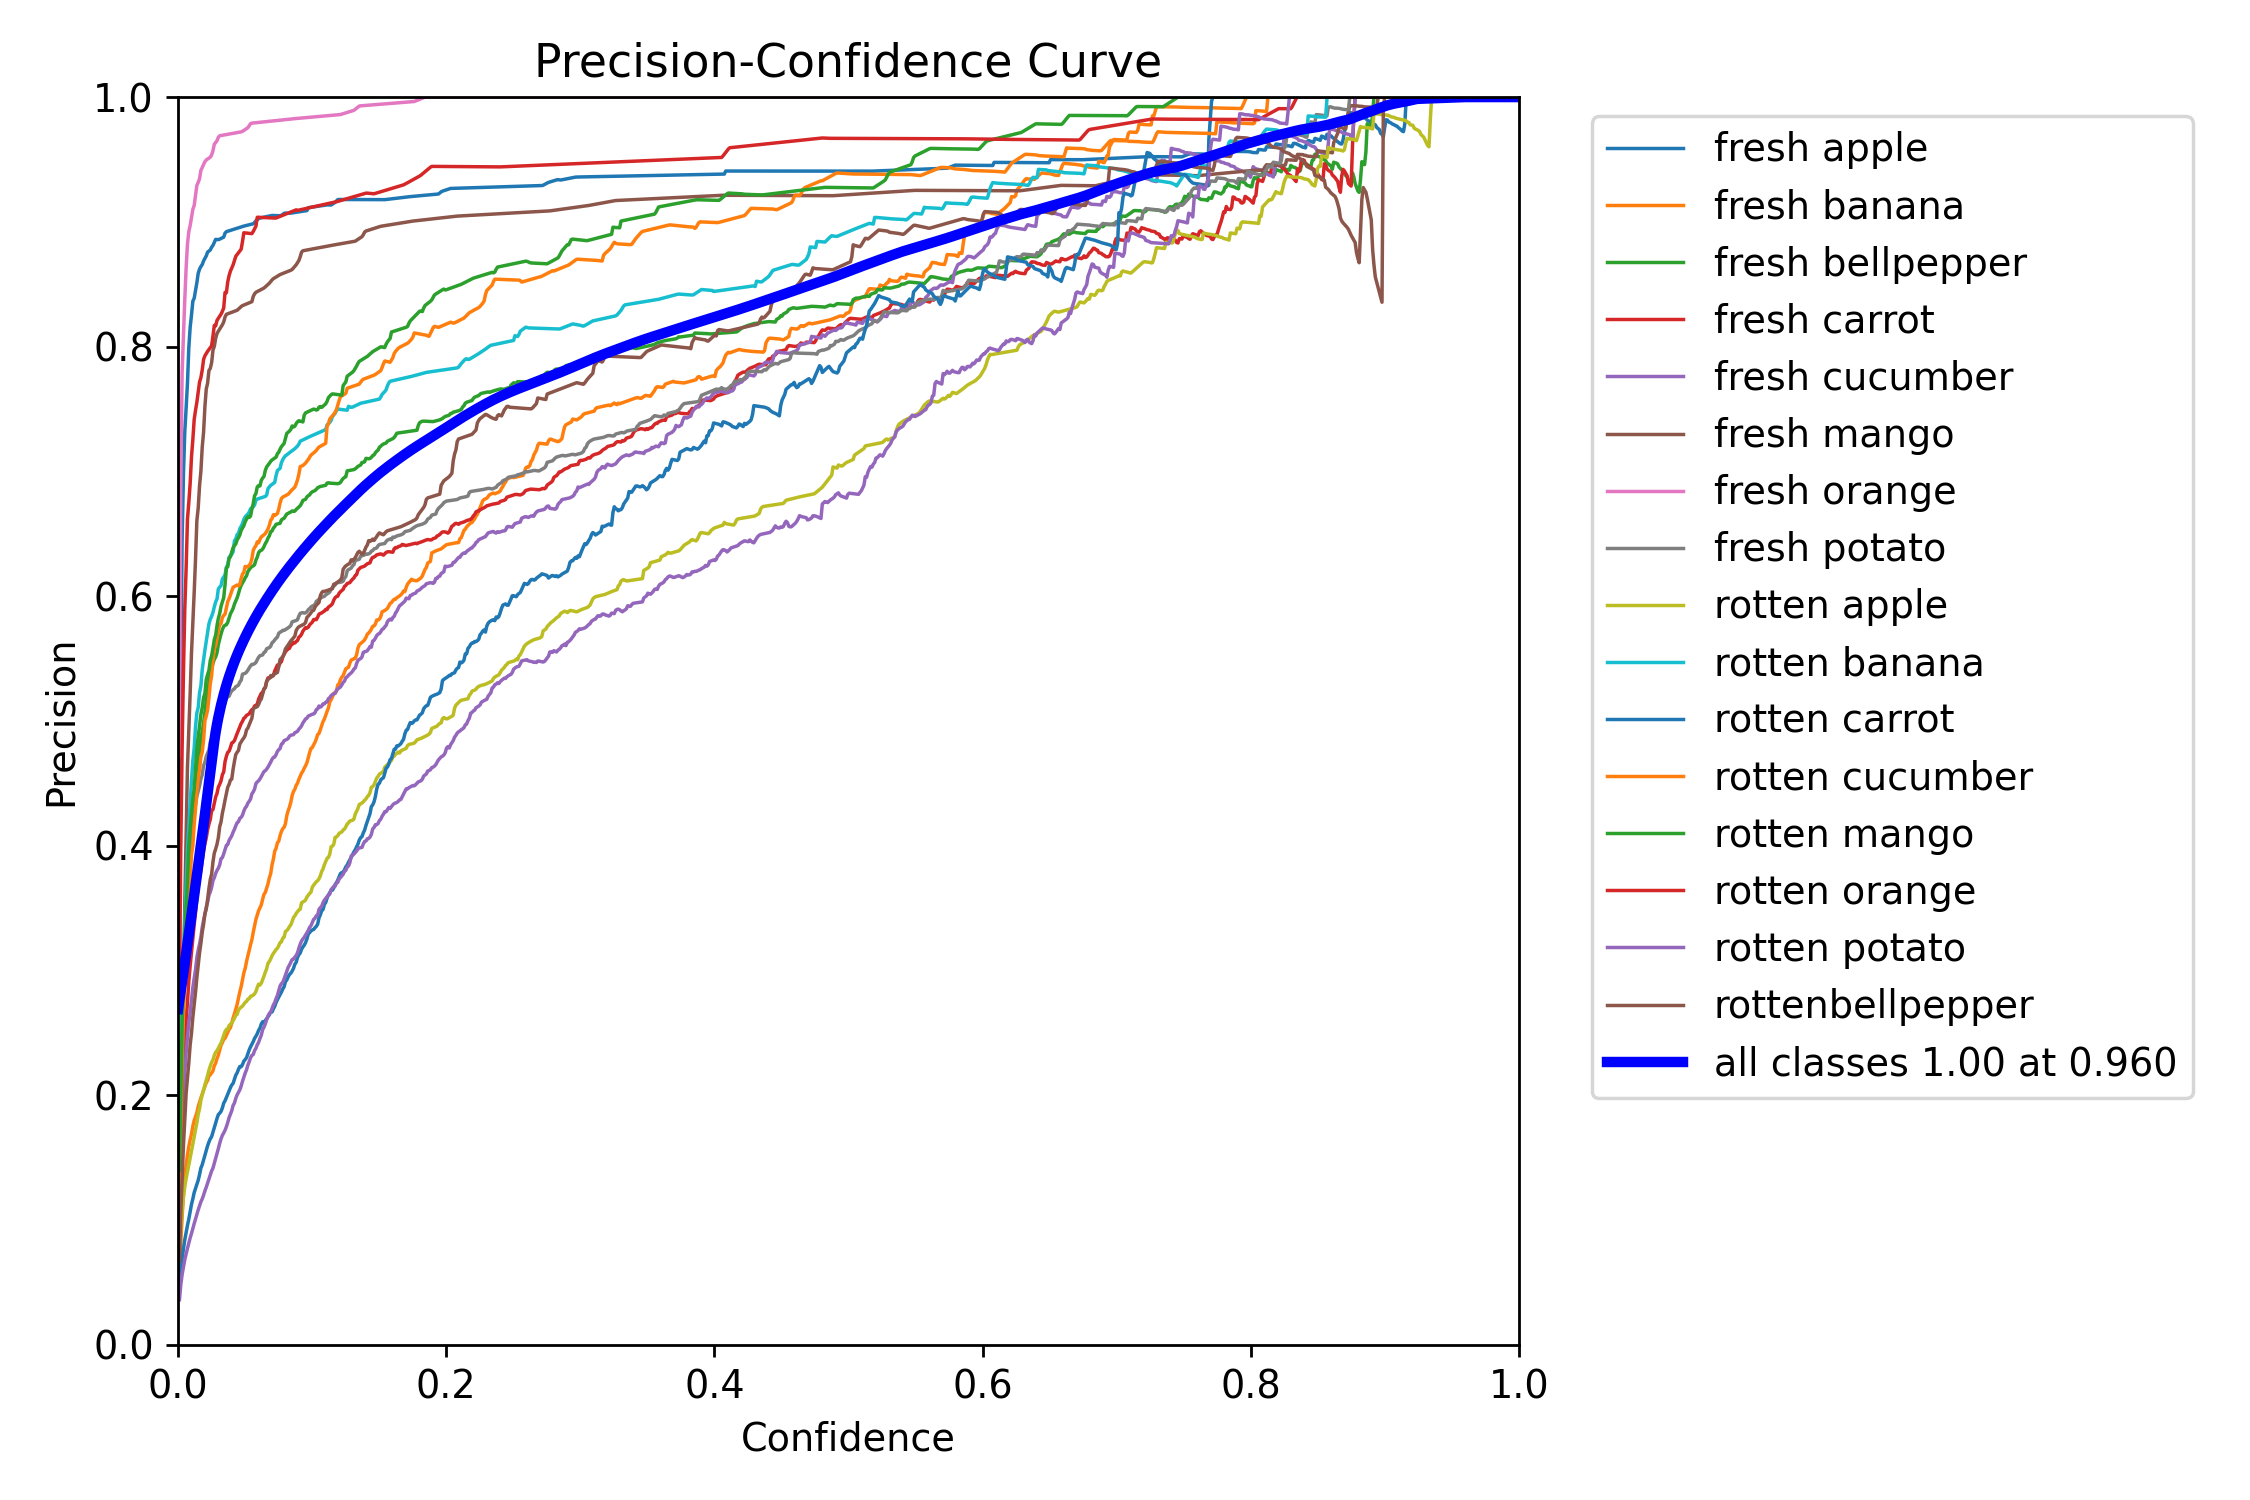 Precision-Confidence Curve
1.0
0.8
0.6
0.4
0.2
0.0
Precision
0.0 0.2 0.4 0.6 0.8 1.0
Confidence
fresh apple
fresh banana
fresh bellpepper
fresh carrot
fresh cucumber
fresh mango
fresh orange
fresh potato
rotten apple
rotten banana
rotten carrot
rotten cucumber
rotten mango
rotten orange
rotten potato
rottenbellpepper
all classes 1.00 at 0.960